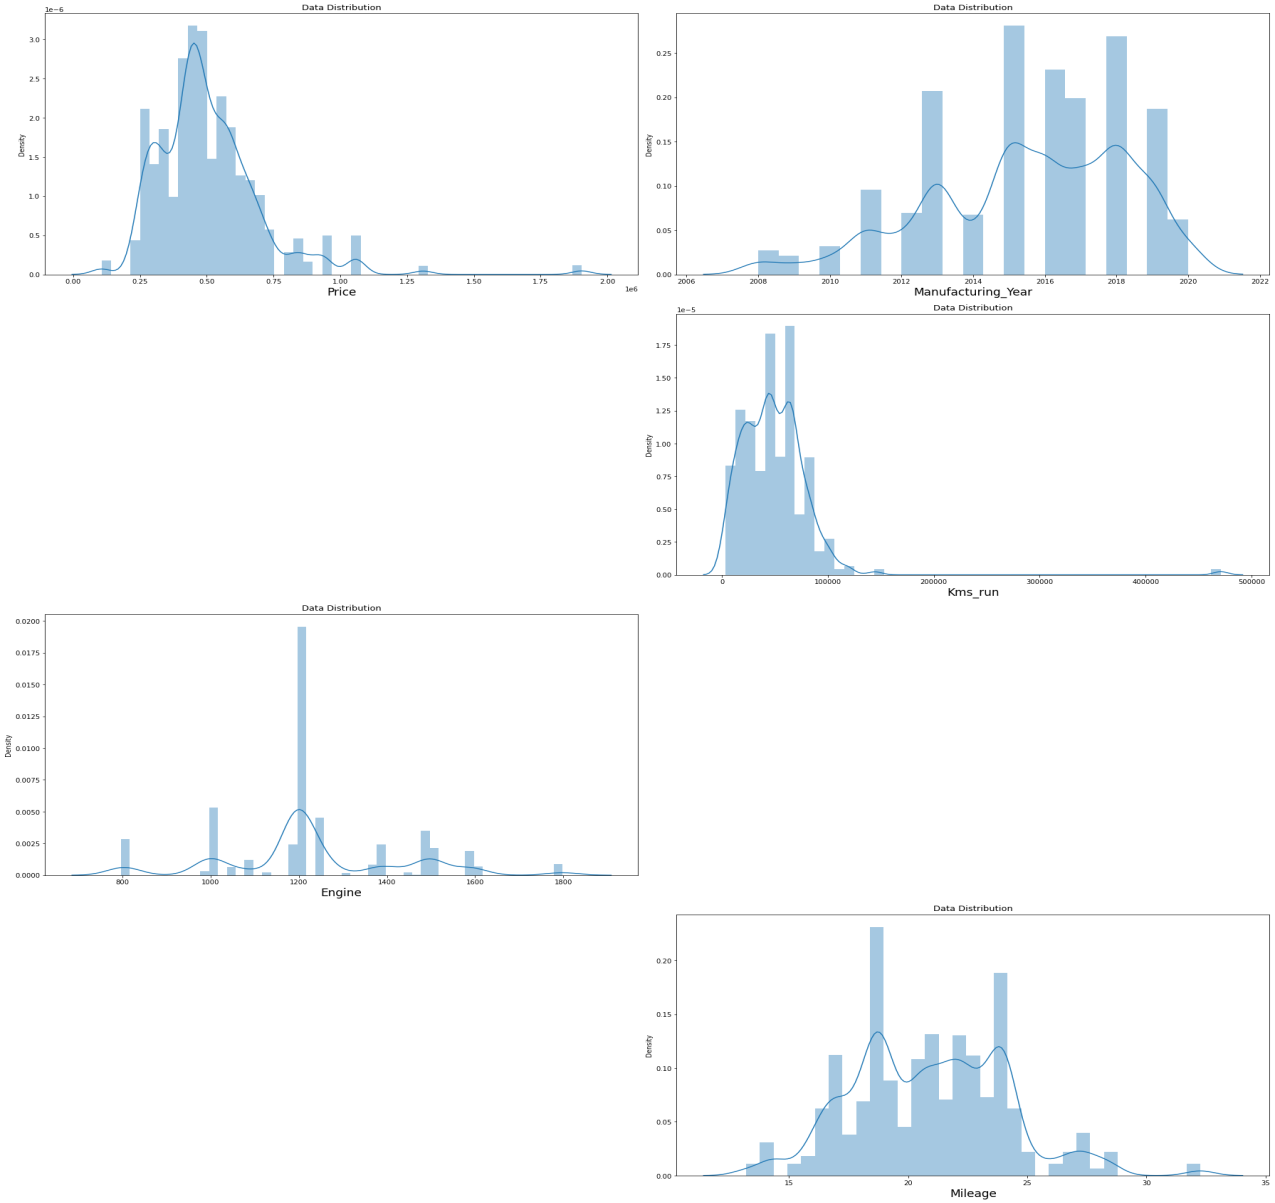 Data Distribution
1e−6
3.0
2.5
2.0
1.5
1.0
0.5
0.0
Density
0.00 0.25 0.50 0.75 1.00 1.25 1.50 1.75 2.00
1e6
Price
Data Distribution
0.25
0.20
0.15
0.10
0.05
0.00
Density
2006 2008 2010 2012 2014 2016 2018 2020 2022
Manufacturing_Year
Data Distribution
1e−5
1.75
1.50
1.25
1.00
0.75
0.50
0.25
0.00
Density
0 100000 200000 300000 400000 500000
Kms_run
Data Distribution
0.0200
0.0175
0.0150
0.0125
0.0100
0.0075
0.0050
0.0025
0.0000
Density
800 1000 1200 1400 1600 1800
Engine
Data Distribution
0.20
0.15
0.10
0.05
0.00
Density
15 20 25 30 35
Mileage